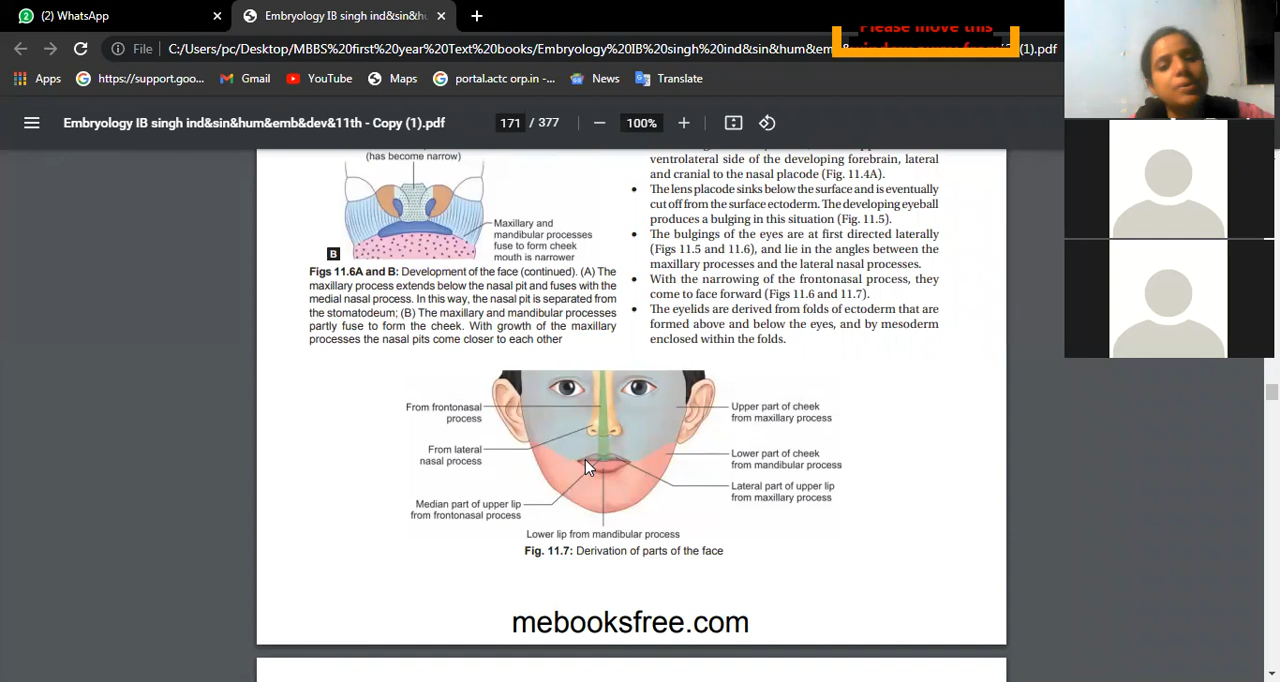 2
(2) WhatsApp
Embryology IB singh ind&sin&hu
File
C:/Users/pc/Desktop/MBBS%20first%20year%20Text%20books/Embryology%20IB%20singh%20ind&sin&hum&emb
(1).pdf
Please move this
Apps
https://support.goo...
Gmail
YouTube
Maps
portal.actc orp.in -...
News
Translate
Embryology IB singh ind&sin&hum&emb&dev&11th - Copy (1).pdf
171 / 377
100%
(has become narrow)
Maxillary and
mandibular processes
fuse to form cheek
mouth is narrower
B
Figs 11.6A and B: Development of the face (continued). (A) The
maxillary process extends below the nasal pit and fuses with the
medial nasal process. In this way, the nasal pit is separated from
the stomatodeum; (B) The maxillary and mandibular processes
partly fuse to form the cheek. With growth of the maxillary
processes the nasal pits come closer to each other
ventrolateral side of the developing forebrain, lateral
and cranial to the nasal placode (Fig. 11.4A).
• The lens placode sinks below the surface and is eventually
cut off from the surface ectoderm. The developing eyeball
produces a bulging in this situation (Fig. 11.5).
• The bulgings of the eyes are at first directed laterally
(Figs 11.5 and 11.6), and lie in the angles between the
maxillary processes and the lateral nasal processes.
• With the narrowing of the frontonasal process, they
come to face forward (Figs 11.6 and 11.7).
• The eyelids are derived from folds of ectoderm that are
formed above and below the eyes, and by mesoderm
enclosed within the folds.
From frontonasal
process
From lateral
nasal process
Median part of upper lip
from frontonasal process
Upper part of cheek
from maxillary process
Lower part of cheek
from mandibular process
Lateral part of upper lip
from maxillary process
Lower lip from mandibular process
Fig. 11.7: Derivation of parts of the face
mebooksfree.com